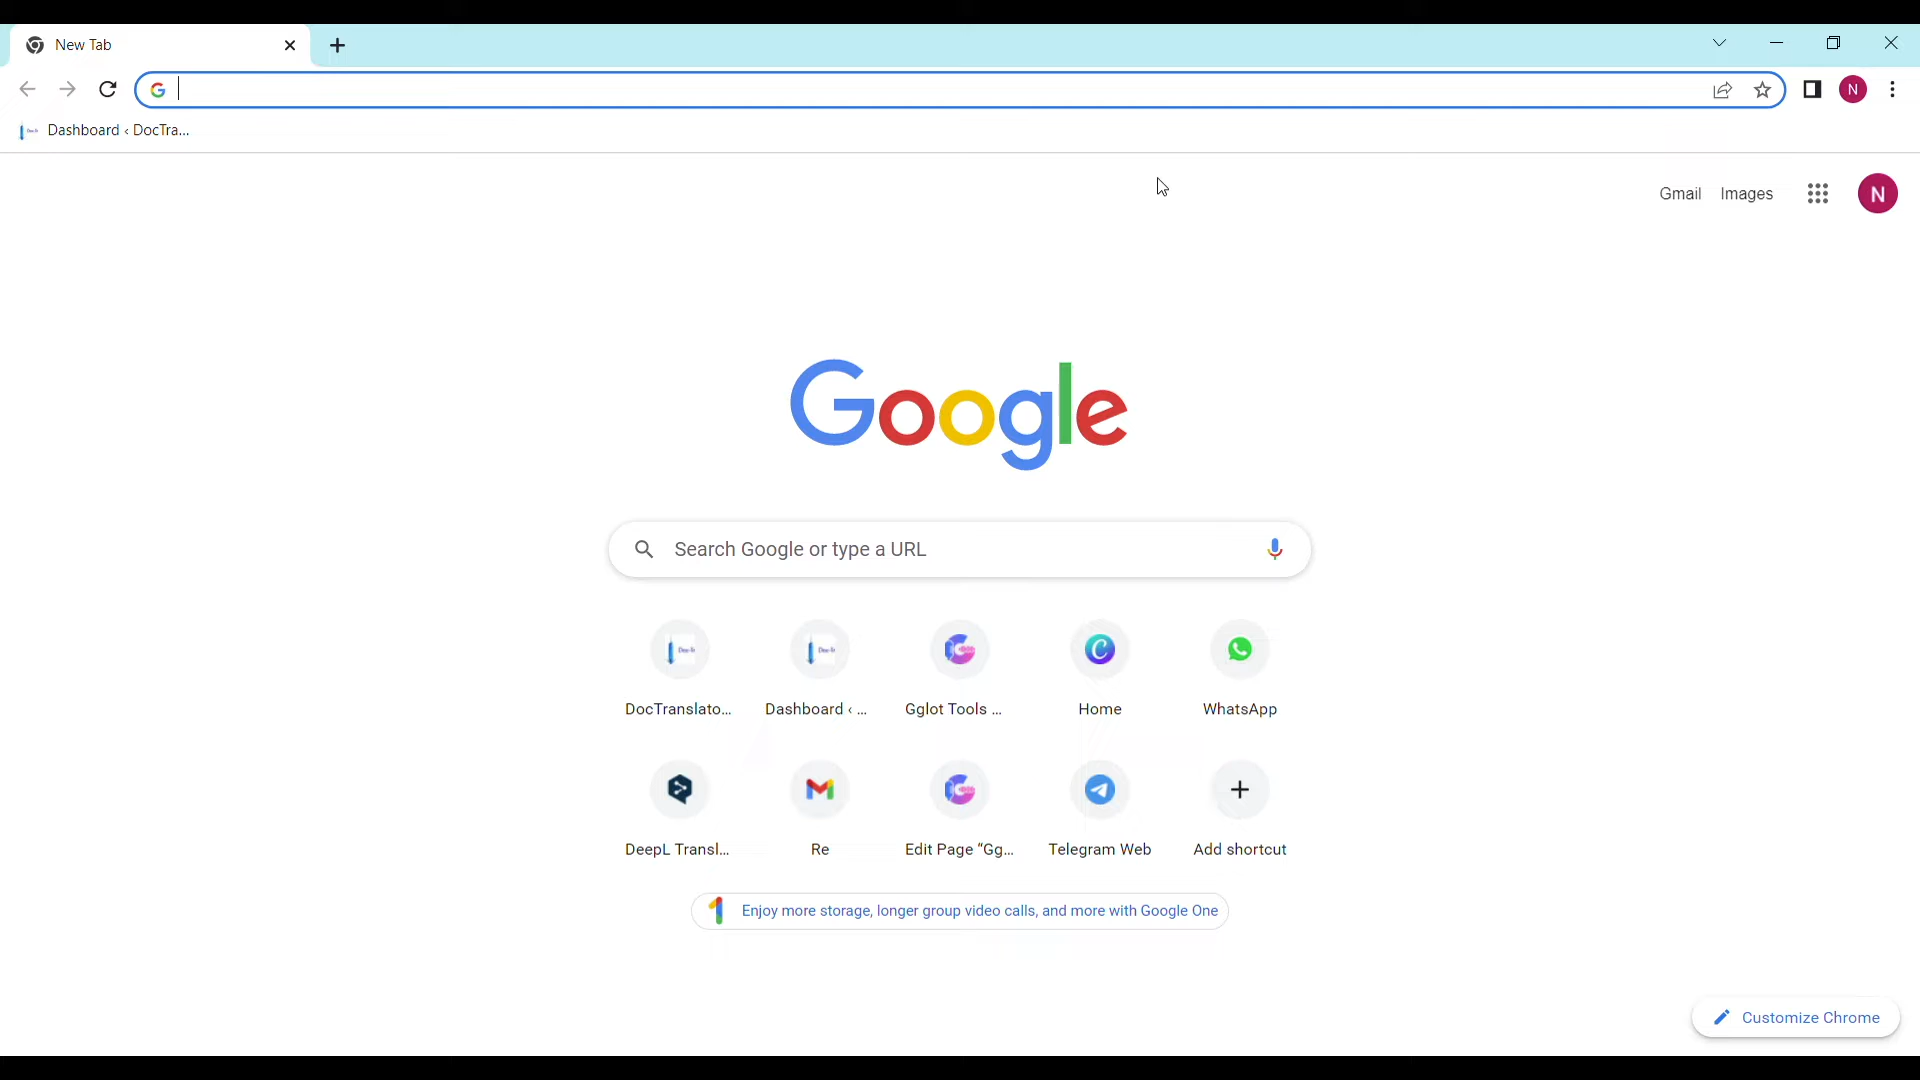 New Tab
Dashboard ‹ DocTra...
Gmail Images N
N
Google
Search Google or type a URL
DocTranslato... Dashboard ‹ ... Gglot Tools ... Home WhatsApp
DeepL Transl... Re Edit Page “Gg... Telegram Web Add shortcut
Enjoy more storage, longer group video calls, and more with Google One
Customize Chrome